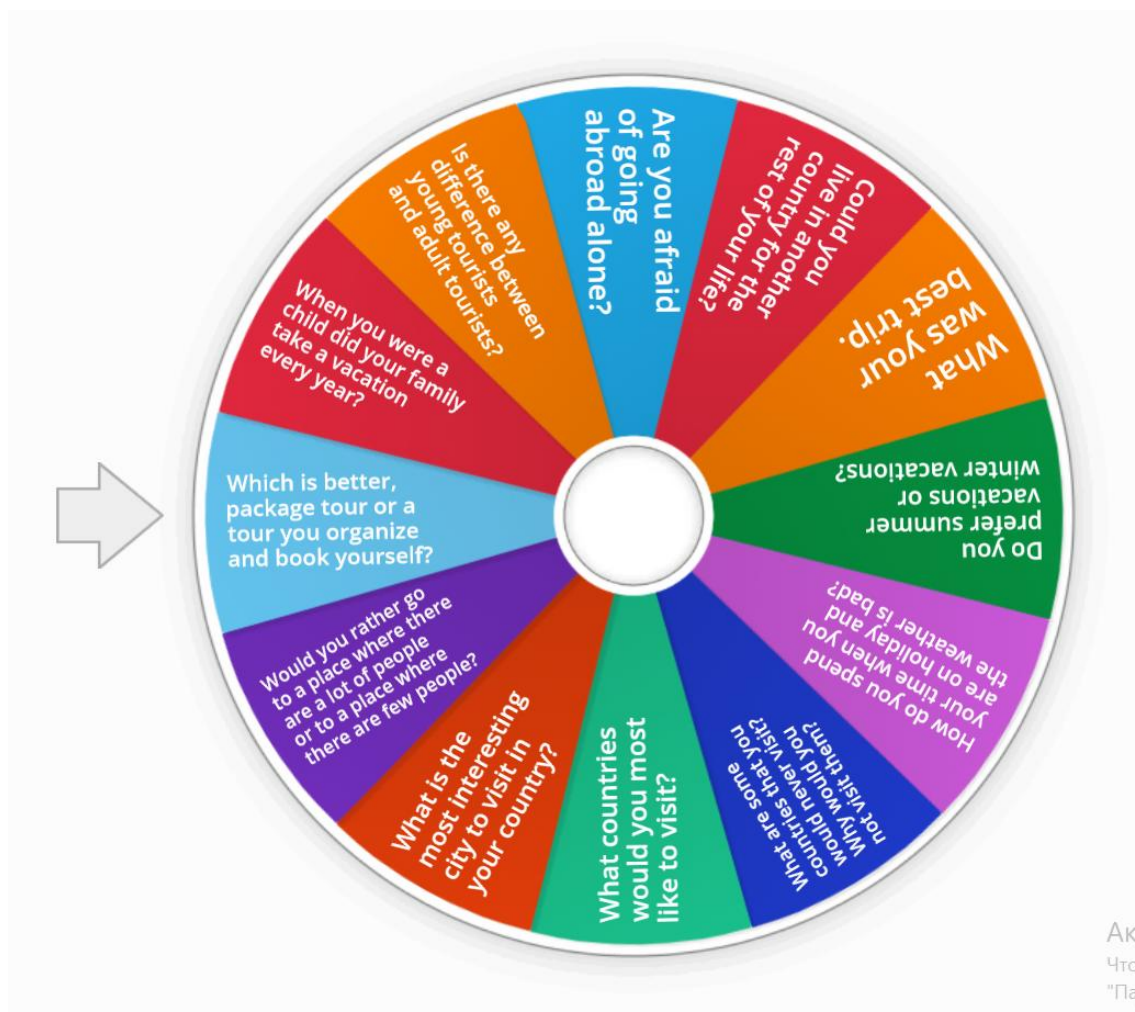 Are you afraid
of going
abroad alone?
Could you
live in another
country for the
rest of your life?
What
was your
best trip.
Do you
prefer summer
vacations or
winter vacations?
How do you spend
your time when you
are on holiday and
the weather is bad?
What are some
countries that you
would never visit?
Why would you
not visit them?
What countries
would you most
like to visit?
What is the
most interesting
city to visit in
your country?
Would you rather go
to a place where there
are a lot of people
or to a place where
there are few people?
Which is better,
package tour or a
tour you organize
and book yourself?
When you were a
child did your family
take a vacation
every year?
Is there any
difference between
young tourists
and adult tourists?
Ак
Что
"Па